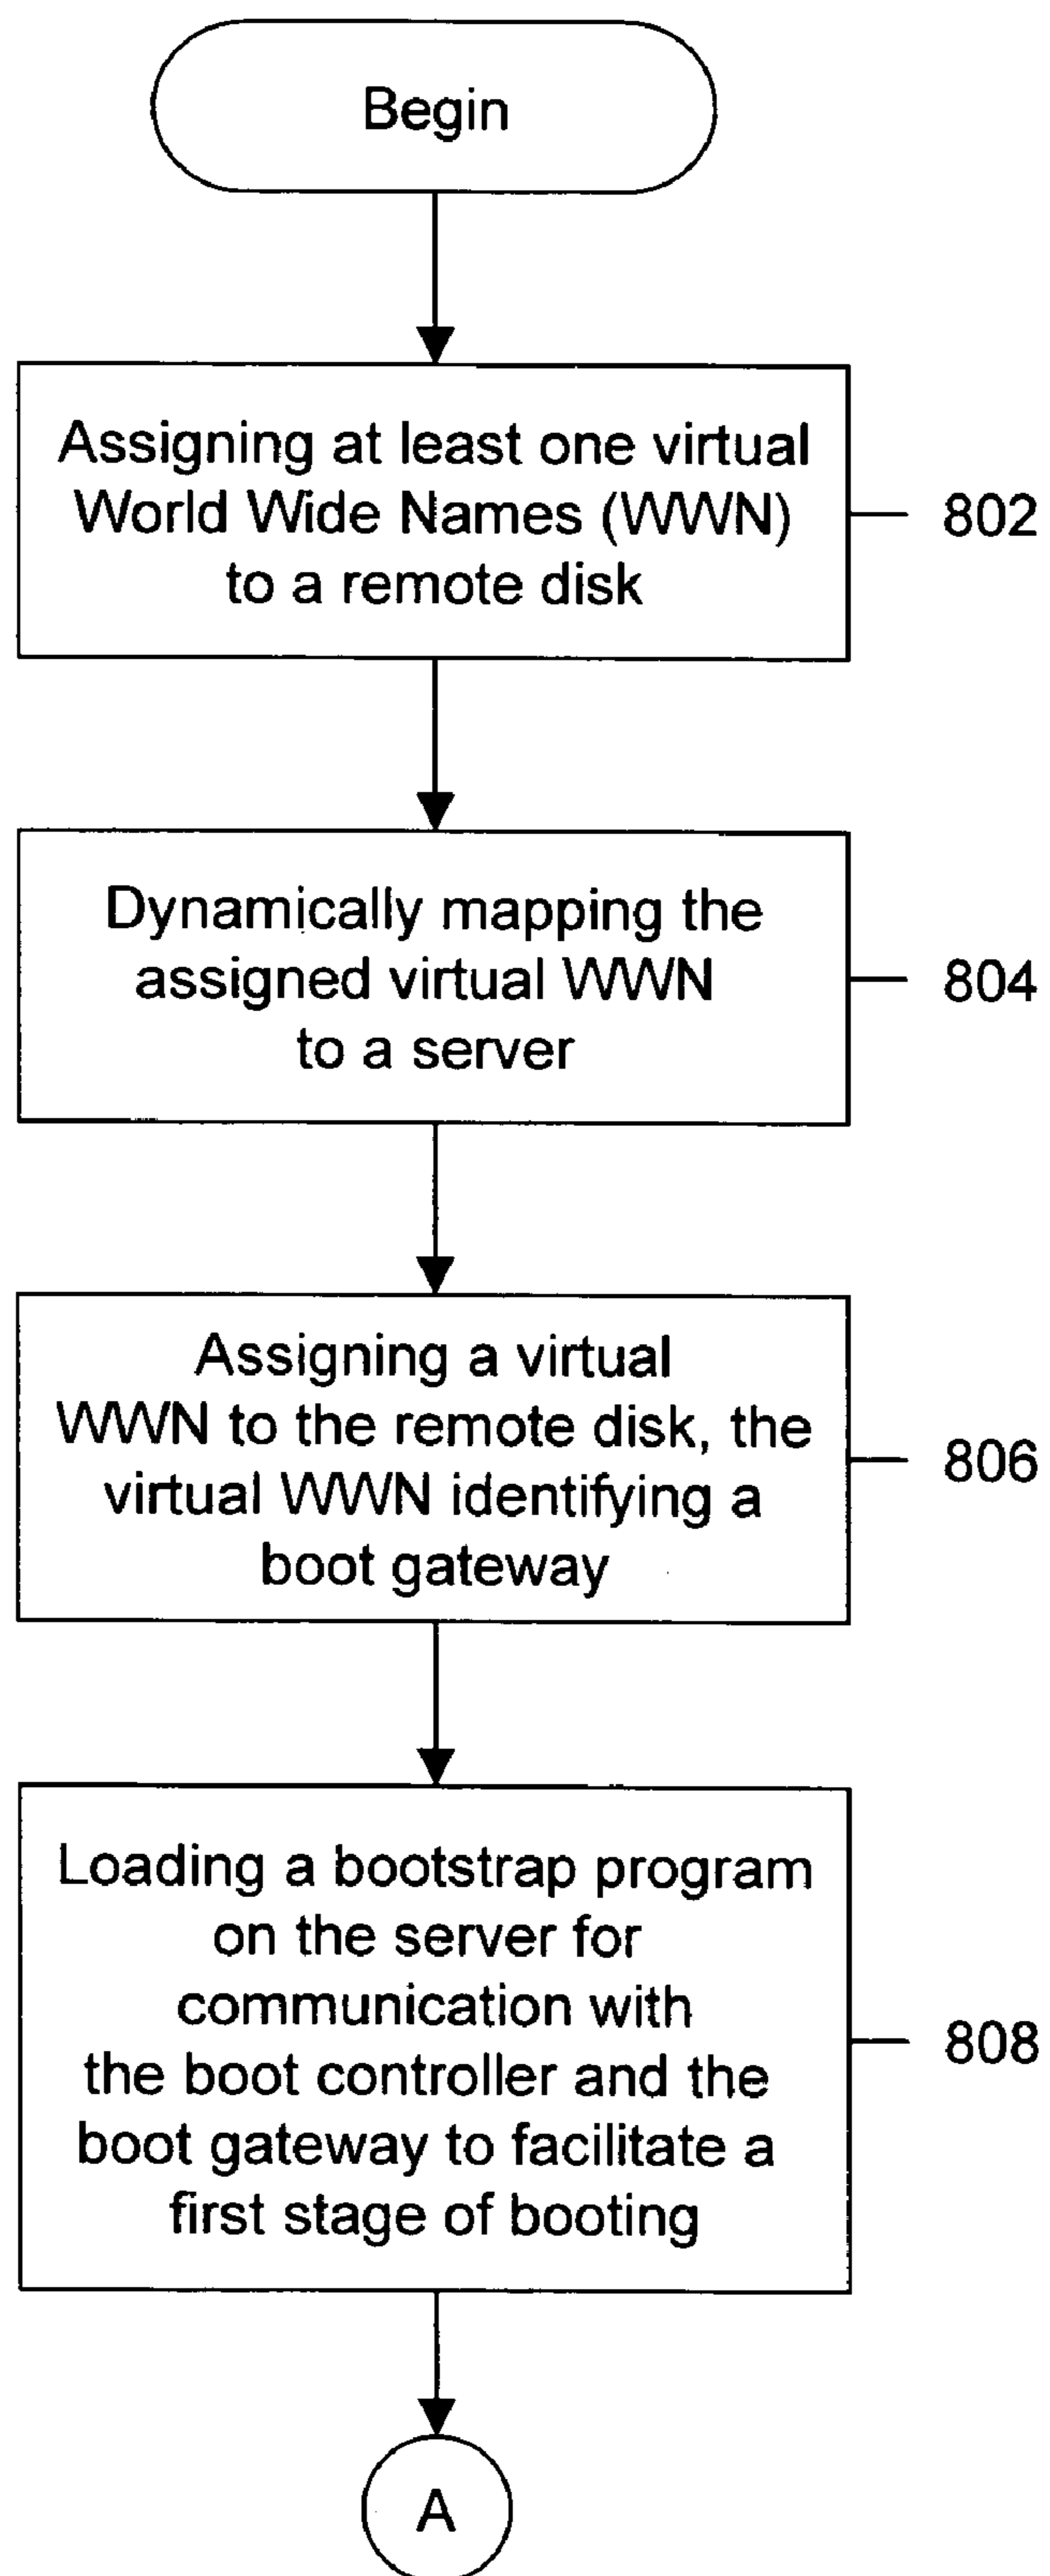 Begin
Assigning at least one virtual
World Wide Names (WWN)
to a remote disk
802
Dynamically mapping the
assigned virtual WWN
to a server
804
Assigning a virtual
WWN to the remote disk, the
virtual WWN identifying a
boot gateway
806
Loading a bootstrap program
on the server for
communication with
the boot controller and the
boot gateway to facilitate a
first stage of booting
808
A